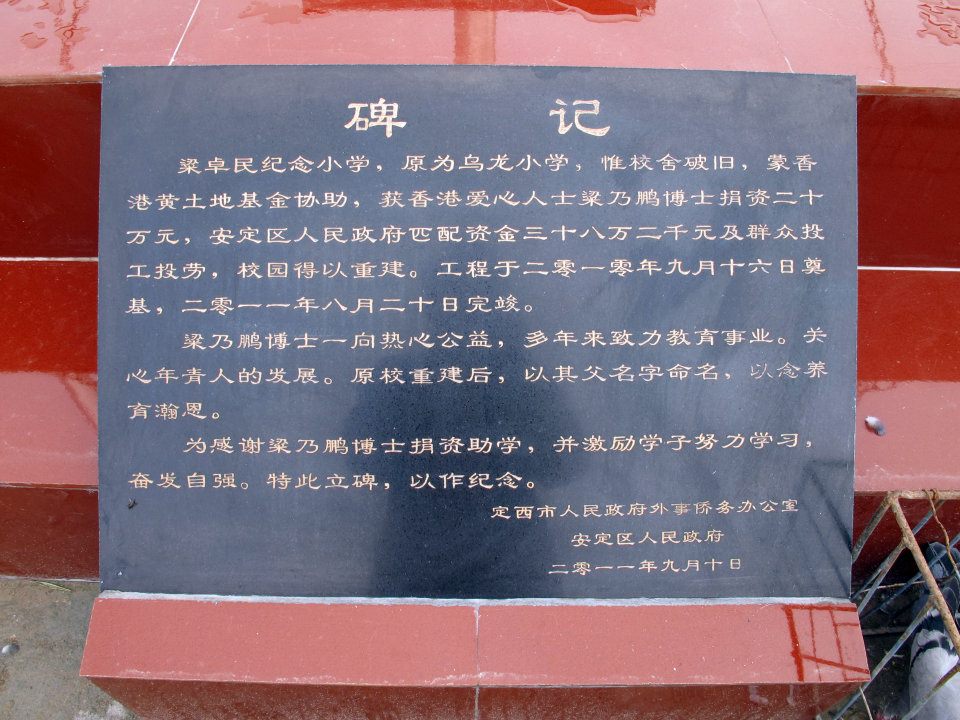 碑 记
梁卓民纪念小学，原为乌龙小学，惟校舍破旧，蒙香
港黄土地基金协助，获香港爱心人士梁乃鹏博士捐资二十
万元，安定区人民政府匹配资金三十八万二千元及群众投
工投劳，校园得以重建。工程于二零一零年九月十六日奠
基，二零一一年八月二十日完竣。
梁乃鹏博士一向热心公益，多年来致力教育事业。关
心年青人的发展。原校重建后，以其父名字命名，以念养
育瀚恩。
为感谢梁乃鹏博士捐资助学，并激励学子努力学习，
奋发自强。特此立碑，以作纪念。
定西市人民政府外事侨务办公室
安定区人民政府
二零一一年九月十日